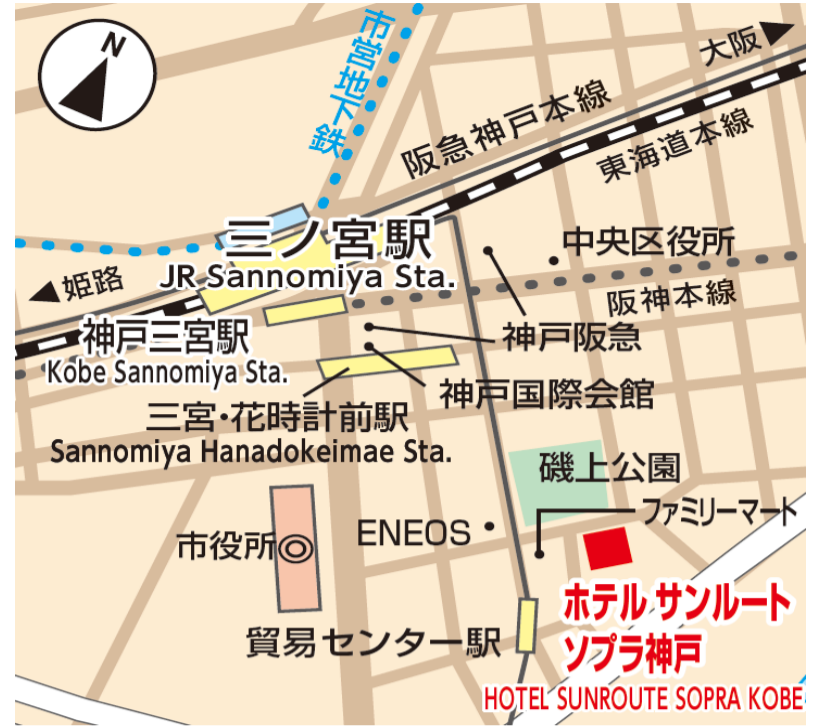 N
市営地下鉄
大阪
阪急神戸本線
東海道本線
三ノ宮駅
JR Sannomiya Sta.
中央区役所
姫路
阪神本線
神戸三宮駅
Kobe Sannomiya Sta.
神戸阪急
神戸国際会館
三宮・花時計前駅
Sannomiya Hanadokeimae Sta.
磯上公園
ファミリーマート
ENEOS
市役所
貿易センター駅
ホテル サンルート
ソプラ神戸
HOTEL SUNROUTE SOPRA KOBE